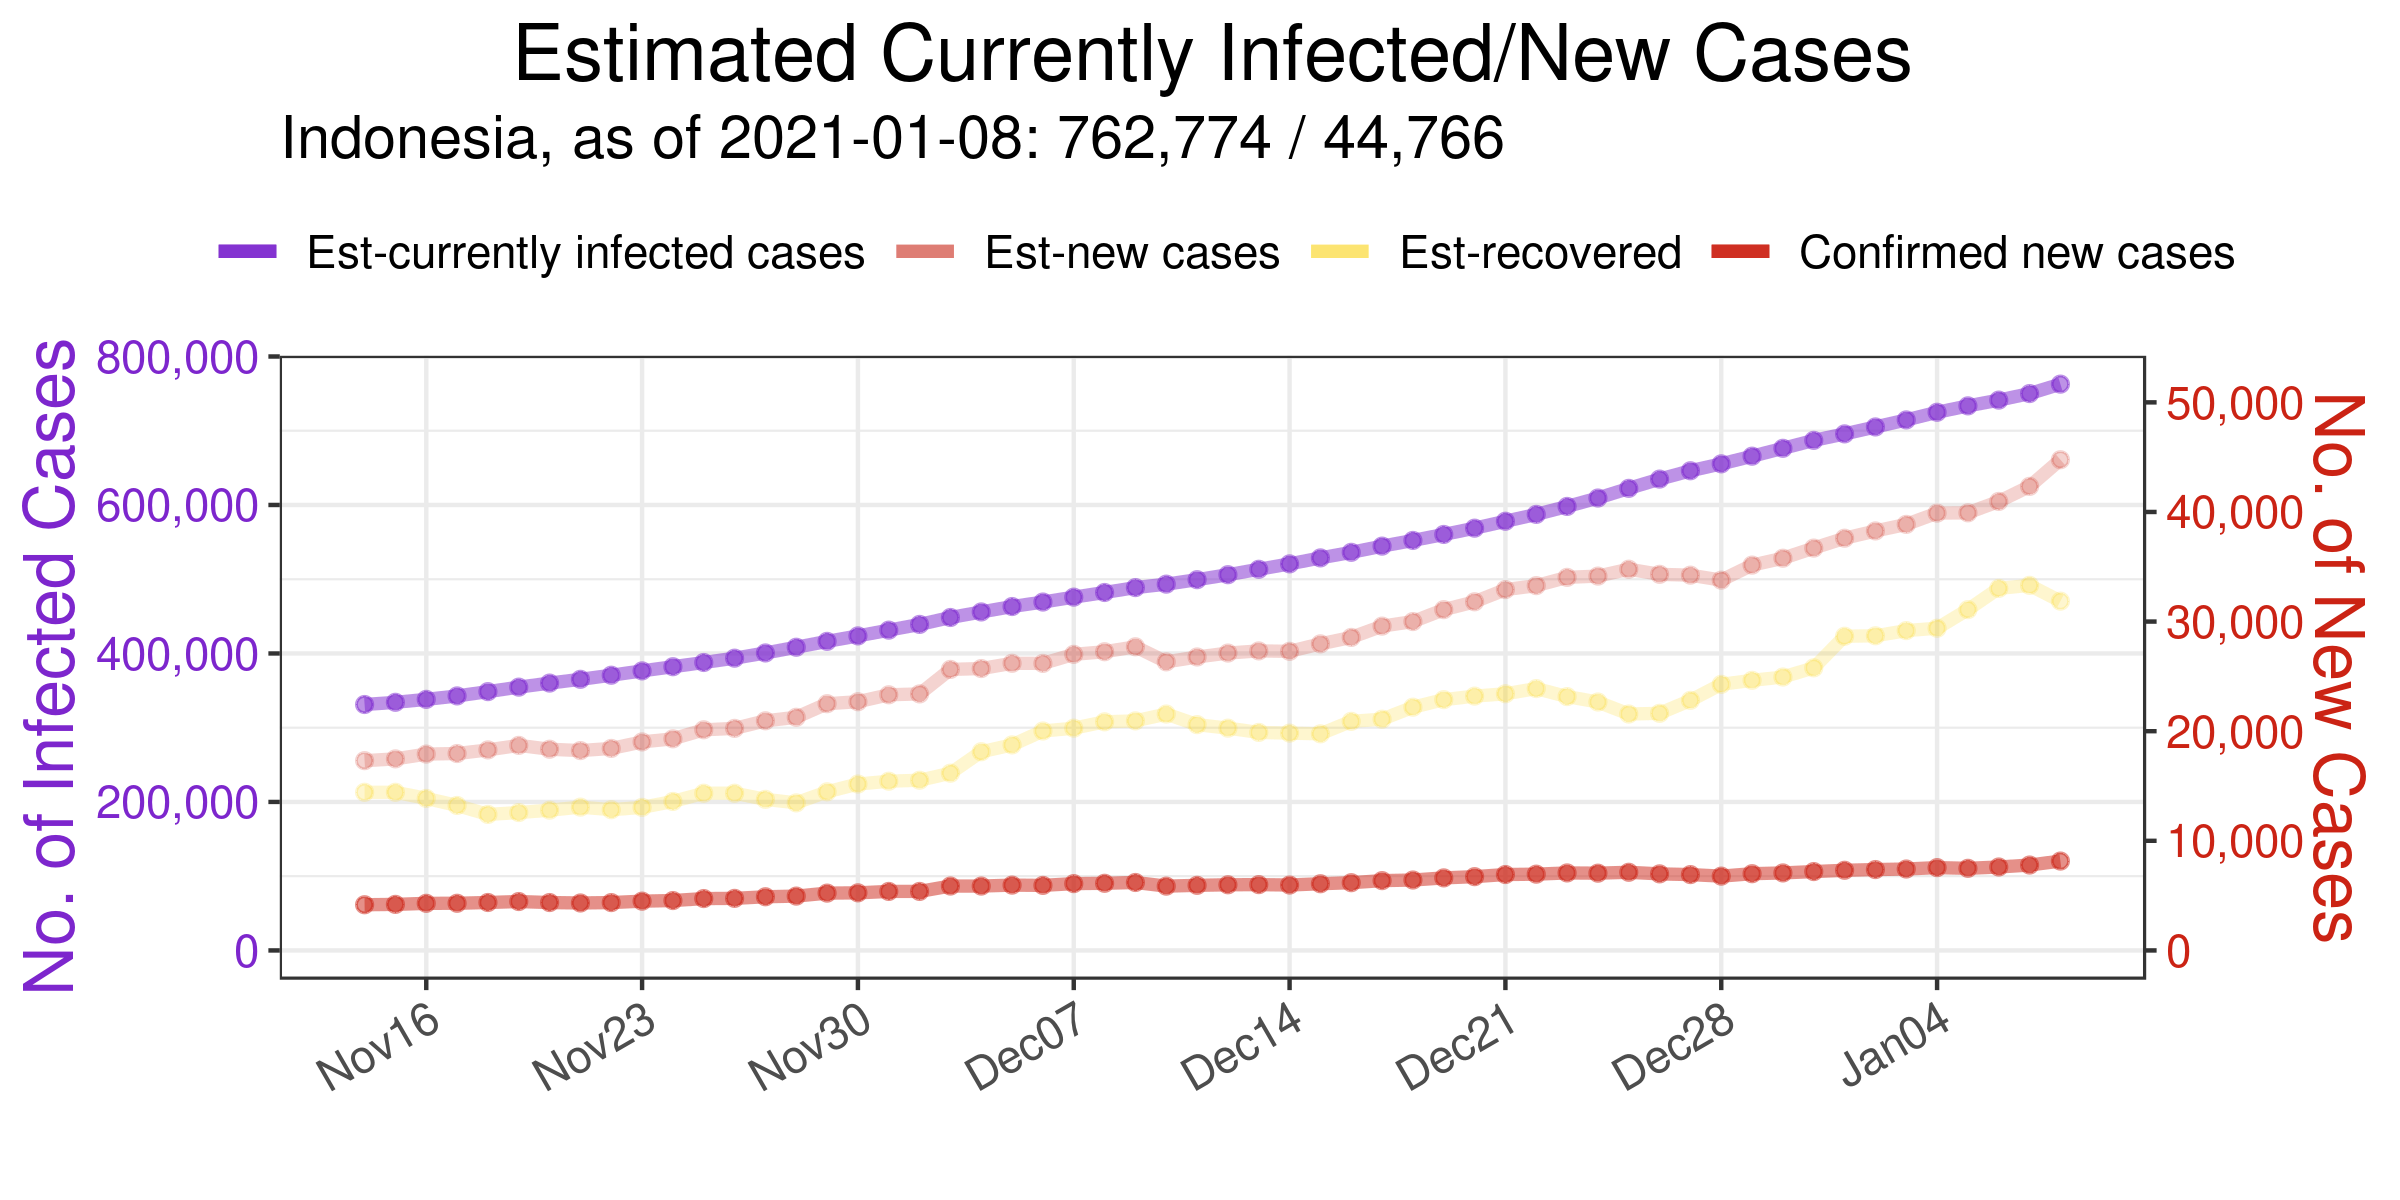 Estimated Currently Infected/New Cases
Indonesia, as of 2021-01-08: 762,774 / 44,766
Est-currently infected cases Est-new cases Est-recovered Confirmed new cases
No. of Infected Cases
800,000
600,000
400,000
200,000
0
50,000
40,000
30,000
20,000
10,000
0
No. of New Cases
Nov16 Nov23 Nov30 Dec07 Dec14 Dec21 Dec28 Jan04